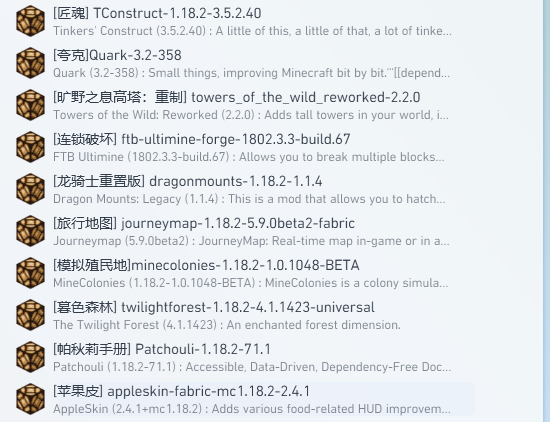 [匠魂] TConstruct-1.18.2-3.5.2.40
Tinkers' Construct (3.5.2.40) : A little of this, a little of that, a lot of tinke...
[夸克]Quark-3.2-358
Quark (3.2-358) : Small things, improving Minecraft bit by bit.'''[[depend...
[旷野之息高塔：重制] towers_of_the_wild_reworked-2.2.0
Towers of the Wild: Reworked (2.2.0) : Adds tall towers in your world, i...
[连锁破坏] ftb-ultimine-forge-1802.3.3-build.67
FTB Ultimine (1802.3.3-build.67) : Allows you to break multiple blocks...
[龙骑士重置版] dragonmounts-1.18.2-1.1.4
Dragon Mounts: Legacy (1.1.4) : This is a mod that allows you to hatch...
[旅行地图] journeymap-1.18.2-5.9.0beta2-fabric
Journeymap (5.9.0beta2) : JourneyMap: Real-time map in-game or in a...
[模拟殖民地]minecolonies-1.18.2-1.0.1048-BETA
MineColonies (1.18.2-1.0.1048-BETA) : MineColonies is a colony simula...
[暮色森林] twilightforest-1.18.2-4.1.1423-universal
The Twilight Forest (4.1.1423) : An enchanted forest dimension.
[帕秋莉手册] Patchouli-1.18.2-71.1
Patchouli (1.18.2-71.1) : Accessible, Data-Driven, Dependency-Free Doc...
[苹果皮] appleskin-fabric-mc1.18.2-2.4.1
AppleSkin (2.4.1+mc1.18.2) : Adds various food-related HUD improvem...